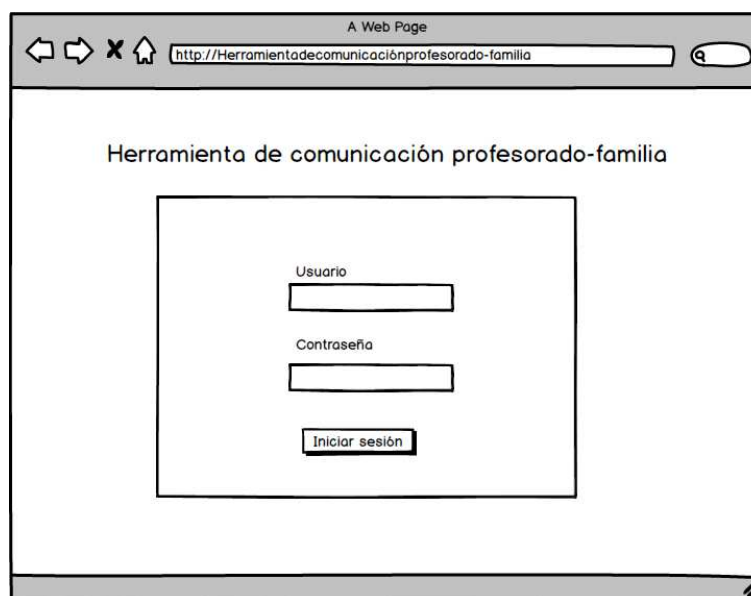 A Web Page
http://Herramientadecomunicaciónprofesorado-familia
Herramienta de comunicación profesorado-familia
Usuario
Contraseña
Iniciar sesión